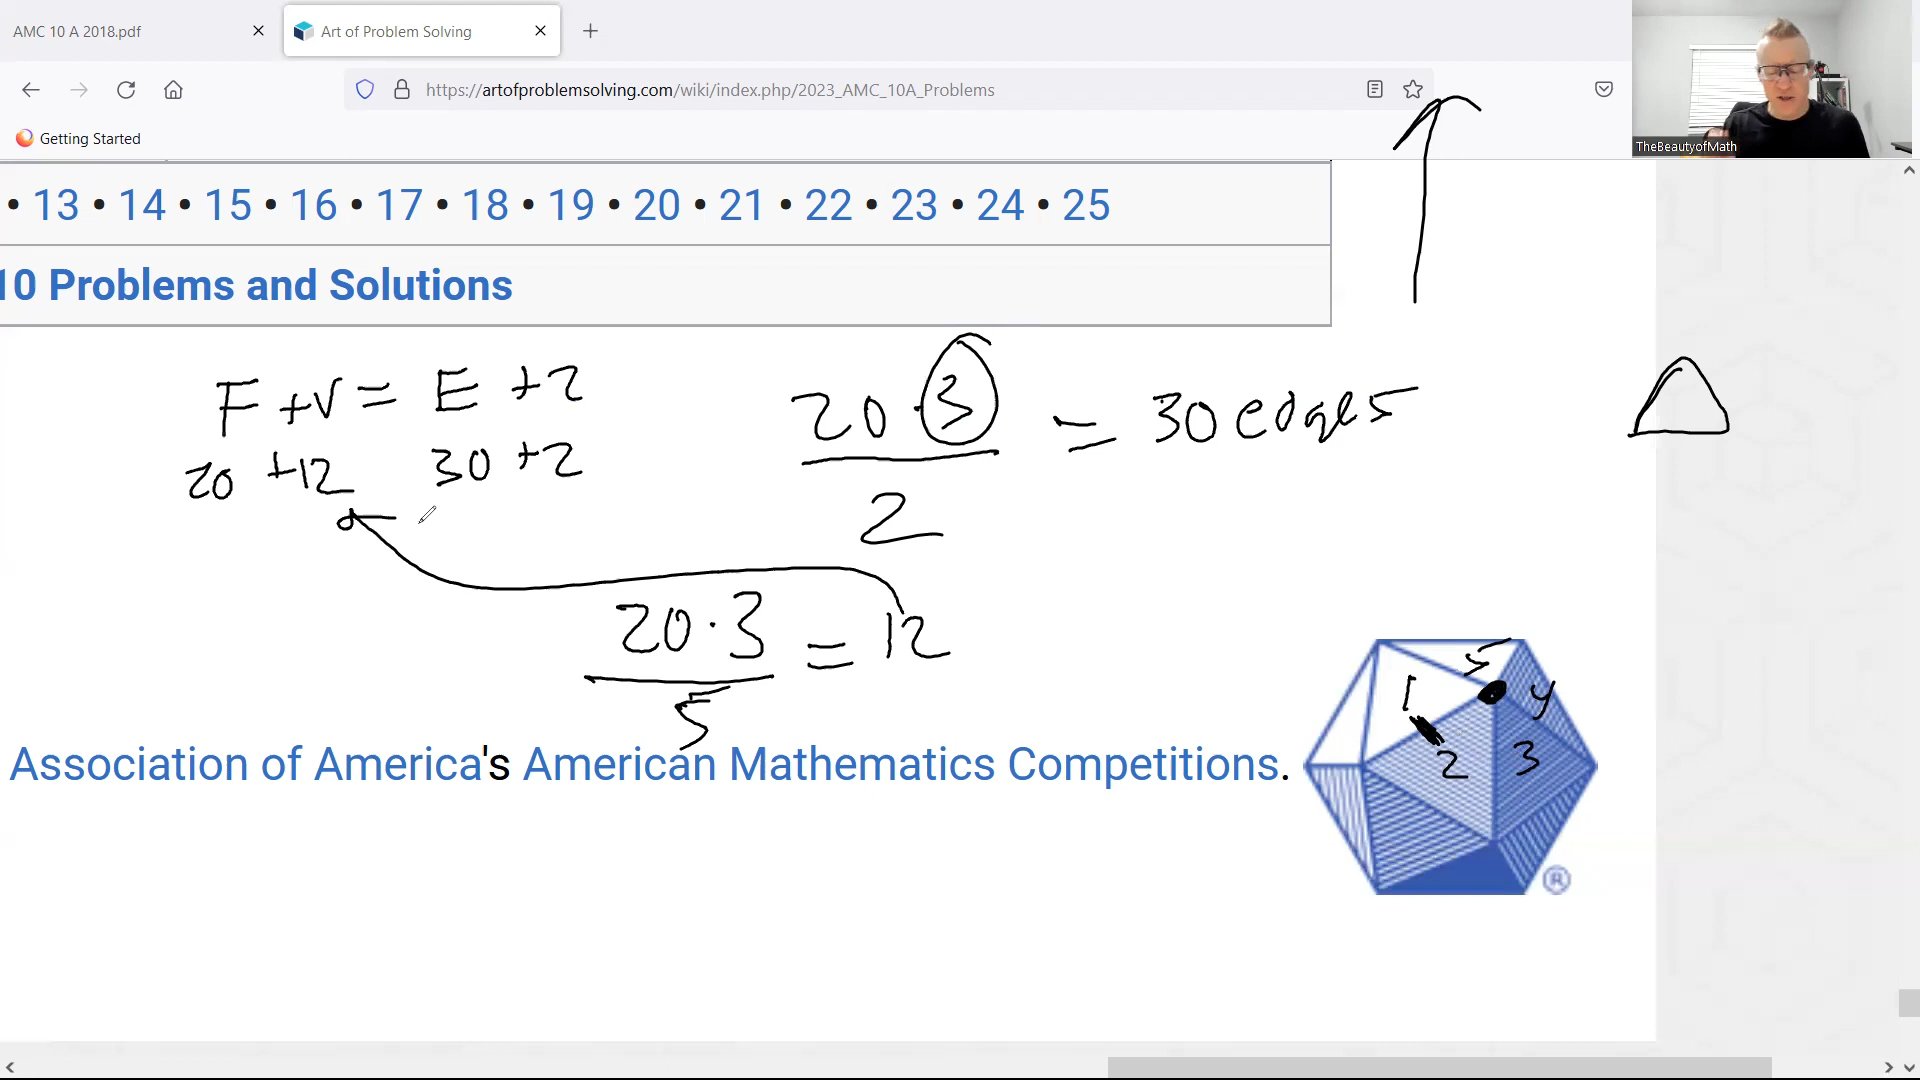 AMC 10 A 2018.pdf
Art of Problem Solving
https://artofproblemsolving.com/wiki/index.php/2023_AMC_10A_Problems
Getting Started
TheBeautyofMath
• 13 • 14 • 15 • 16 • 17 • 18 • 19 • 20 • 21 • 22 • 23 • 24 • 25
10 Problems and Solutions
F + V = E + 2
20 + 12 30 + 2
20 · 3
2
= 30 edges
20 · 3
5
= 12
1 2 3 4 5
Association of America's American Mathematics Competitions.
®